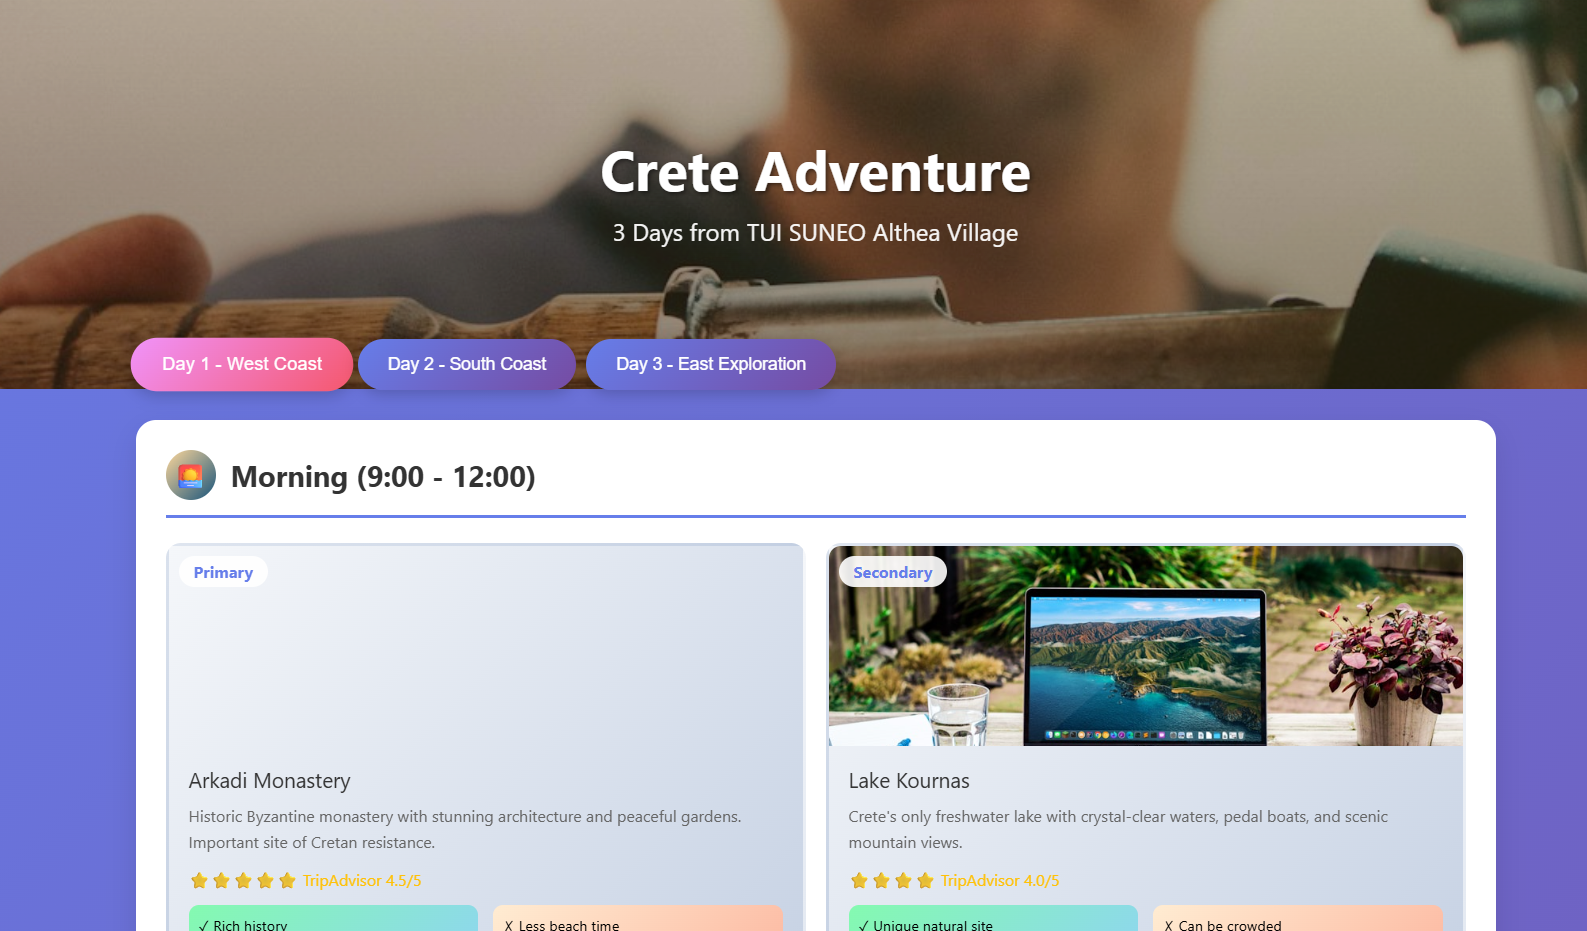 Crete Adventure
3 Days from TUI SUNEO Althea Village
Day 1 - West Coast
Day 2 - South Coast
Day 3 - East Exploration
Morning (9:00 - 12:00)
Primary
Arkadi Monastery
Historic Byzantine monastery with stunning architecture and peaceful gardens.
Important site of Cretan resistance.
TripAdvisor 4.5/5
✓ Rich history
✗ Less beach time
Secondary
Lake Kournas
Crete's only freshwater lake with crystal-clear waters, pedal boats, and scenic
mountain views.
TripAdvisor 4.0/5
✓ Unique natural site
✗ Can be crowded